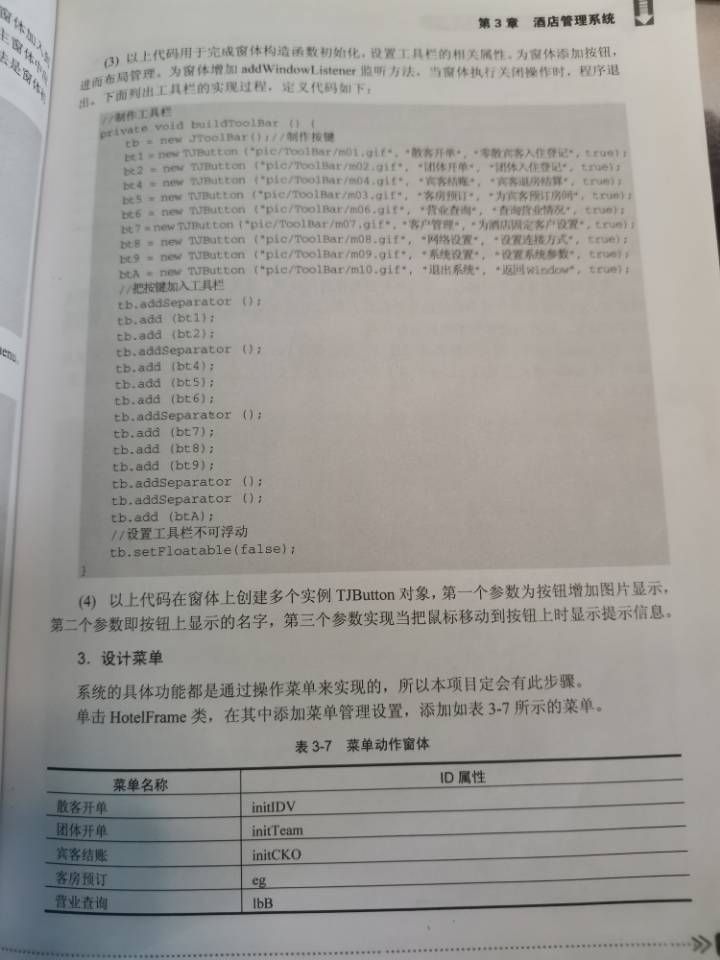 窗体加入
主窗体中
法是窗体
enu.
第 3 章 酒店管理系统
(3) 以上代码用于完成窗体构造函数初始化，设置工具栏的相关属性，为窗体添加按钮，
进而布局管理。为窗体增加 addWindowListener 监听方法，当窗体执行关闭操作时，程序退
出。下面列出工具栏的实现过程，定义代码如下：
//制作工具栏
private void buildToolBar () {
tb = new JToolBar();//制作按键
bt1 = new TJButton ("pic/ToolBar/m01.gif", "散客开单", "零散宾客入住登记", true);
bt2 = new TJButton ("pic/ToolBar/m02.gif", "团体开单", "团体入住登记", true);
bt4 = new TJButton ("pic/ToolBar/m04.gif", "宾客结账", "宾客退房结算", true);
bt5 = new TJButton ("pic/ToolBar/m03.gif", "客房预订", "为宾客预订房间", true);
bt6 = new TJButton ("pic/ToolBar/m06.gif", "营业查询", "查询营业情况", true);
bt7 = new TJButton ("pic/ToolBar/m07.gif", "客户管理", "为酒店固定客户设置", true);
bt8 = new TJButton ("pic/ToolBar/m08.gif", "网络设置", "设置连接方式", true);
bt9 = new TJButton ("pic/ToolBar/m09.gif", "系统设置", "设置系统参数", true);
btA = new TJButton ("pic/ToolBar/m10.gif", "退出系统", "返回Window", true);
//把按键加入工具栏
tb.addSeparator ();
tb.add (bt1);
tb.add (bt2);
tb.addSeparator ();
tb.add (bt4);
tb.add (bt5);
tb.add (bt6);
tb.addSeparator ();
tb.add (bt7);
tb.add (bt8);
tb.add (bt9);
tb.addSeparator ();
tb.addSeparator ();
tb.add (btA);
//设置工具栏不可浮动
tb.setFloatable(false);
}
(4) 以上代码在窗体上创建多个实例 TJButton 对象，第一个参数为按钮增加图片显示，
第二个参数即按钮上显示的名字，第三个参数实现当把鼠标移动到按钮上时显示提示信息。
3．设计菜单
系统的具体功能都是通过操作菜单来实现的，所以本项目定会有此步骤。
单击 HotelFrame 类，在其中添加菜单管理设置，添加如表 3-7 所示的菜单。
表 3-7 菜单动作窗体
菜单名称 ID 属性
散客开单 initIDV
团体开单 initTeam
宾客结账 initCKO
客房预订 eg
营业查询 lbB